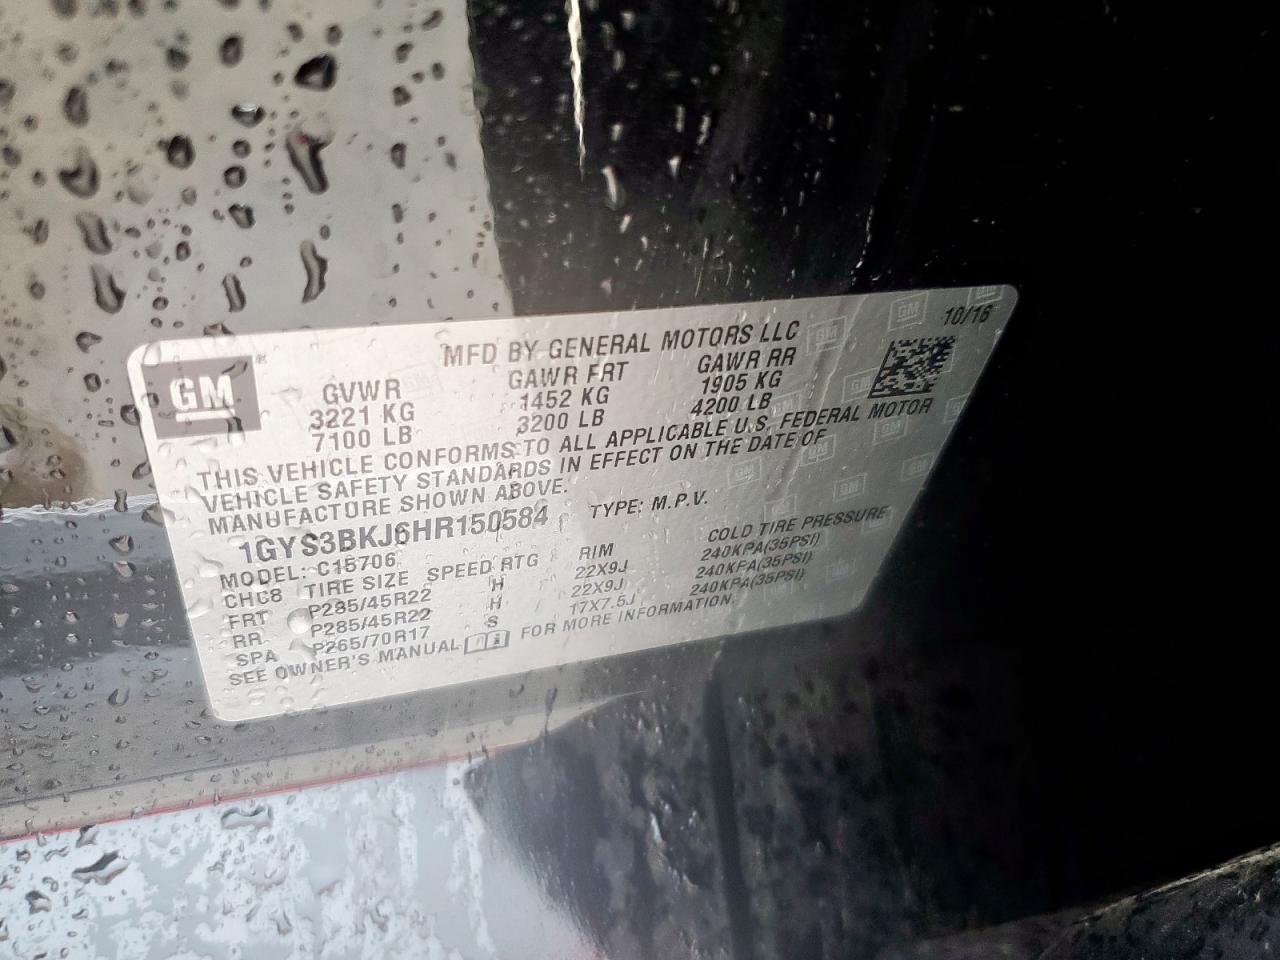 10/16
GM
MFD BY GENERAL MOTORS LLC
GVWR GAWR FRT GAWR RR
3221 KG 1452 KG 1905 KG
7100 LB 3200 LB 4200 LB
THIS VEHICLE CONFORMS TO ALL APPLICABLE U.S. FEDERAL MOTOR
VEHICLE SAFETY STANDARDS IN EFFECT ON THE DATE OF
MANUFACTURE SHOWN ABOVE.
1GYS3BKJ6HR150584 TYPE: M.P.V.
MODEL: C15706
CHC8 TIRE SIZE SPEED RTG RIM COLD TIRE PRESSURE
FRT P285/45R22 H 22X9J 240KPA(35PSI)
RR P285/45R22 H 22X9J 240KPA(35PSI)
SPA P265/70R17 S 17X7.5J 240KPA(35PSI)
SEE OWNER'S MANUAL FOR MORE INFORMATION.